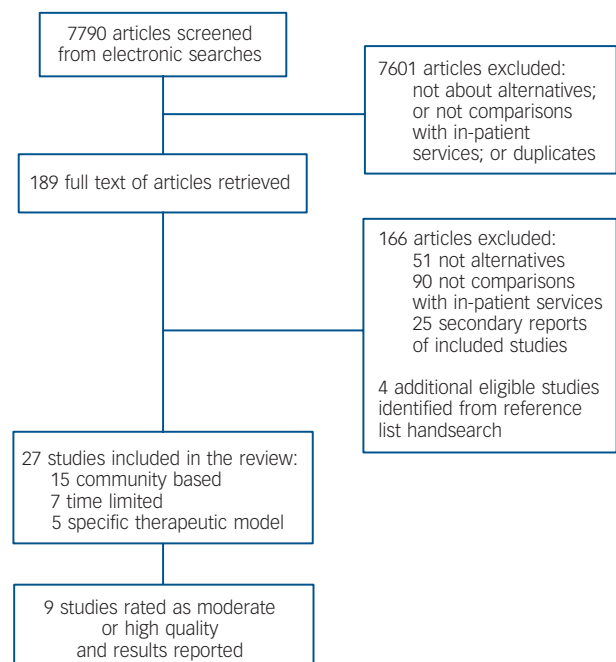 7790 articles screened
from electronic searches
7601 articles excluded:
not about alternatives;
or not comparisons
with in-patient
services; or duplicates
189 full text of articles retrieved
166 articles excluded:
51 not alternatives
90 not comparisons
with in-patient services
25 secondary reports
of included studies
4 additional eligible studies
identified from reference
list handsearch
27 studies included in the review:
15 community based
7 time limited
5 specific therapeutic model
9 studies rated as moderate
or high quality
and results reported